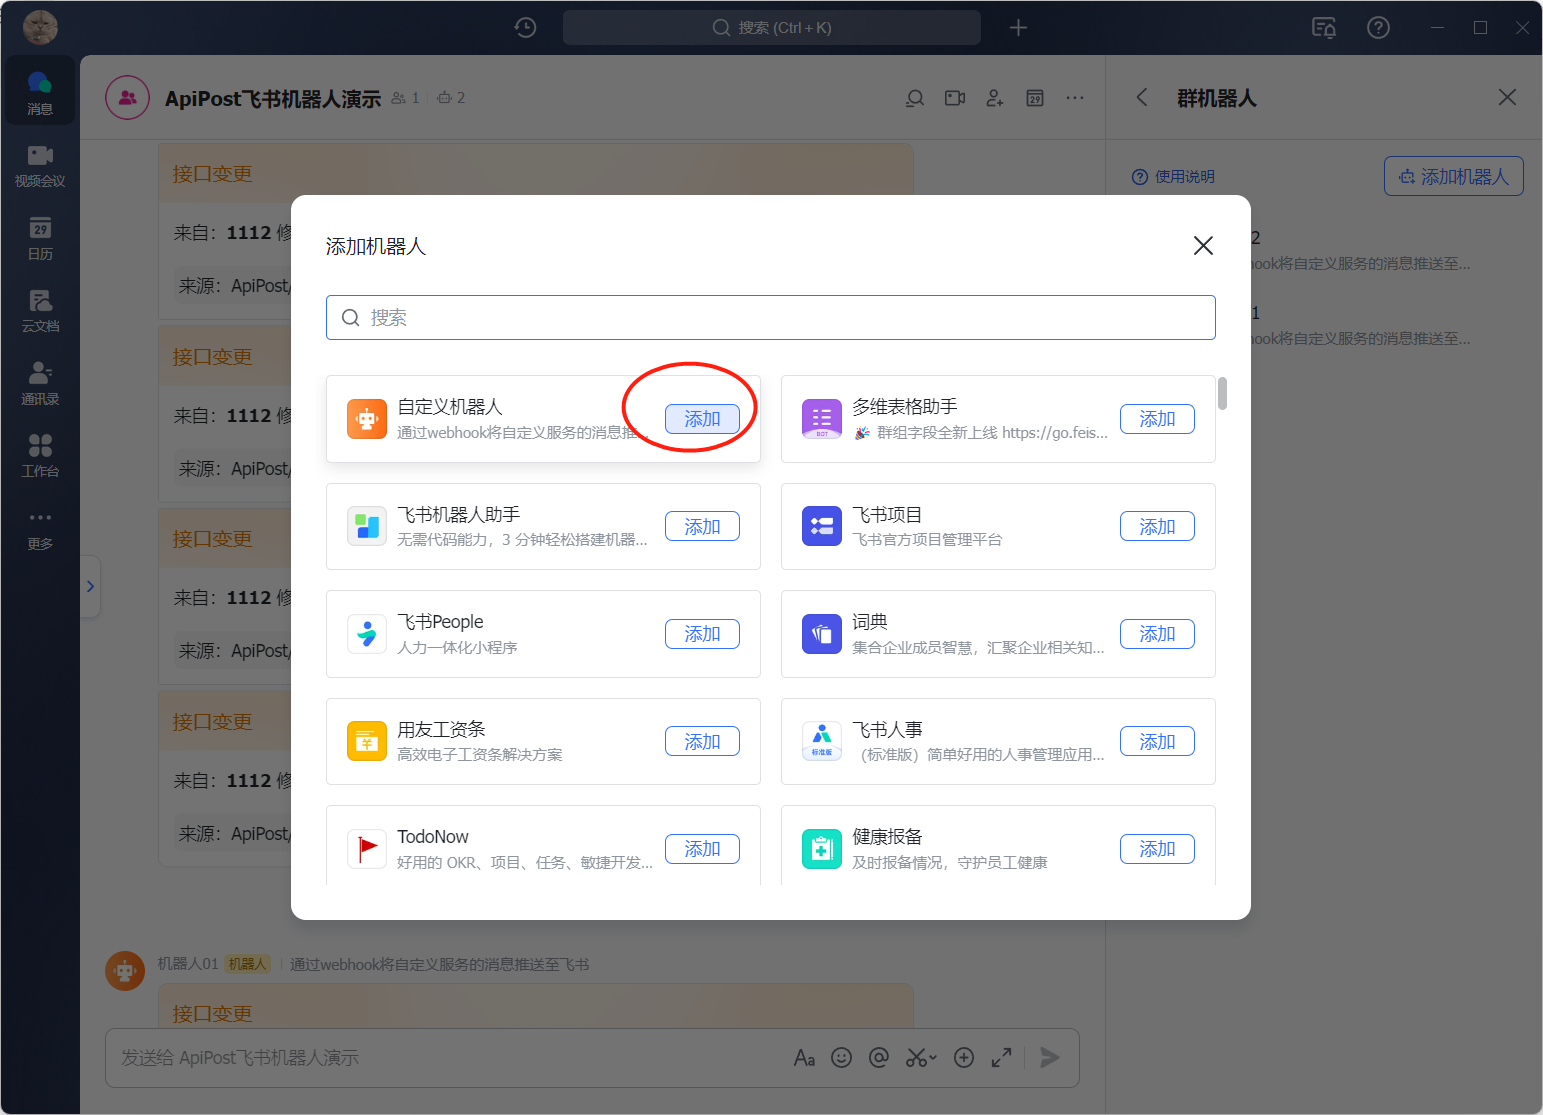 搜索 (Ctrl + K)
消息
视频会议
29
日历
云文档
通讯录
工作台
更多
ApiPost飞书机器人演示
1
2
29
群机器人
使用说明
添加机器人
2
ook将自定义服务的消息推送至...
1
ook将自定义服务的消息推送至...
接口变更
来自：1112 修
来源：ApiPost/
接口变更
来自：1112 修
来源：ApiPost/
接口变更
来自：1112 修
来源：ApiPost/
接口变更
来自：1112 修
来源：ApiPost/
添加机器人
搜索
自定义机器人
通过webhook将自定义服务的消息推...
添加
多维表格助手
BOT
群组字段全新上线 https://go.feis...
添加
飞书机器人助手
无需代码能力，3 分钟轻松搭建机器...
添加
飞书项目
飞书官方项目管理平台
添加
飞书People
人力一体化小程序
添加
词典
集合企业成员智慧，汇聚企业相关知...
添加
用友工资条
高效电子工资条解决方案
添加
飞书人事
标准版
（标准版）简单好用的人事管理应用...
添加
TodoNow
好用的 OKR、项目、任务、敏捷开发...
添加
健康报备
及时报备情况，守护员工健康
添加
机器人01 机器人 通过webhook将自定义服务的消息推送至飞书
接口变更
发送给 ApiPost飞书机器人演示
Aa